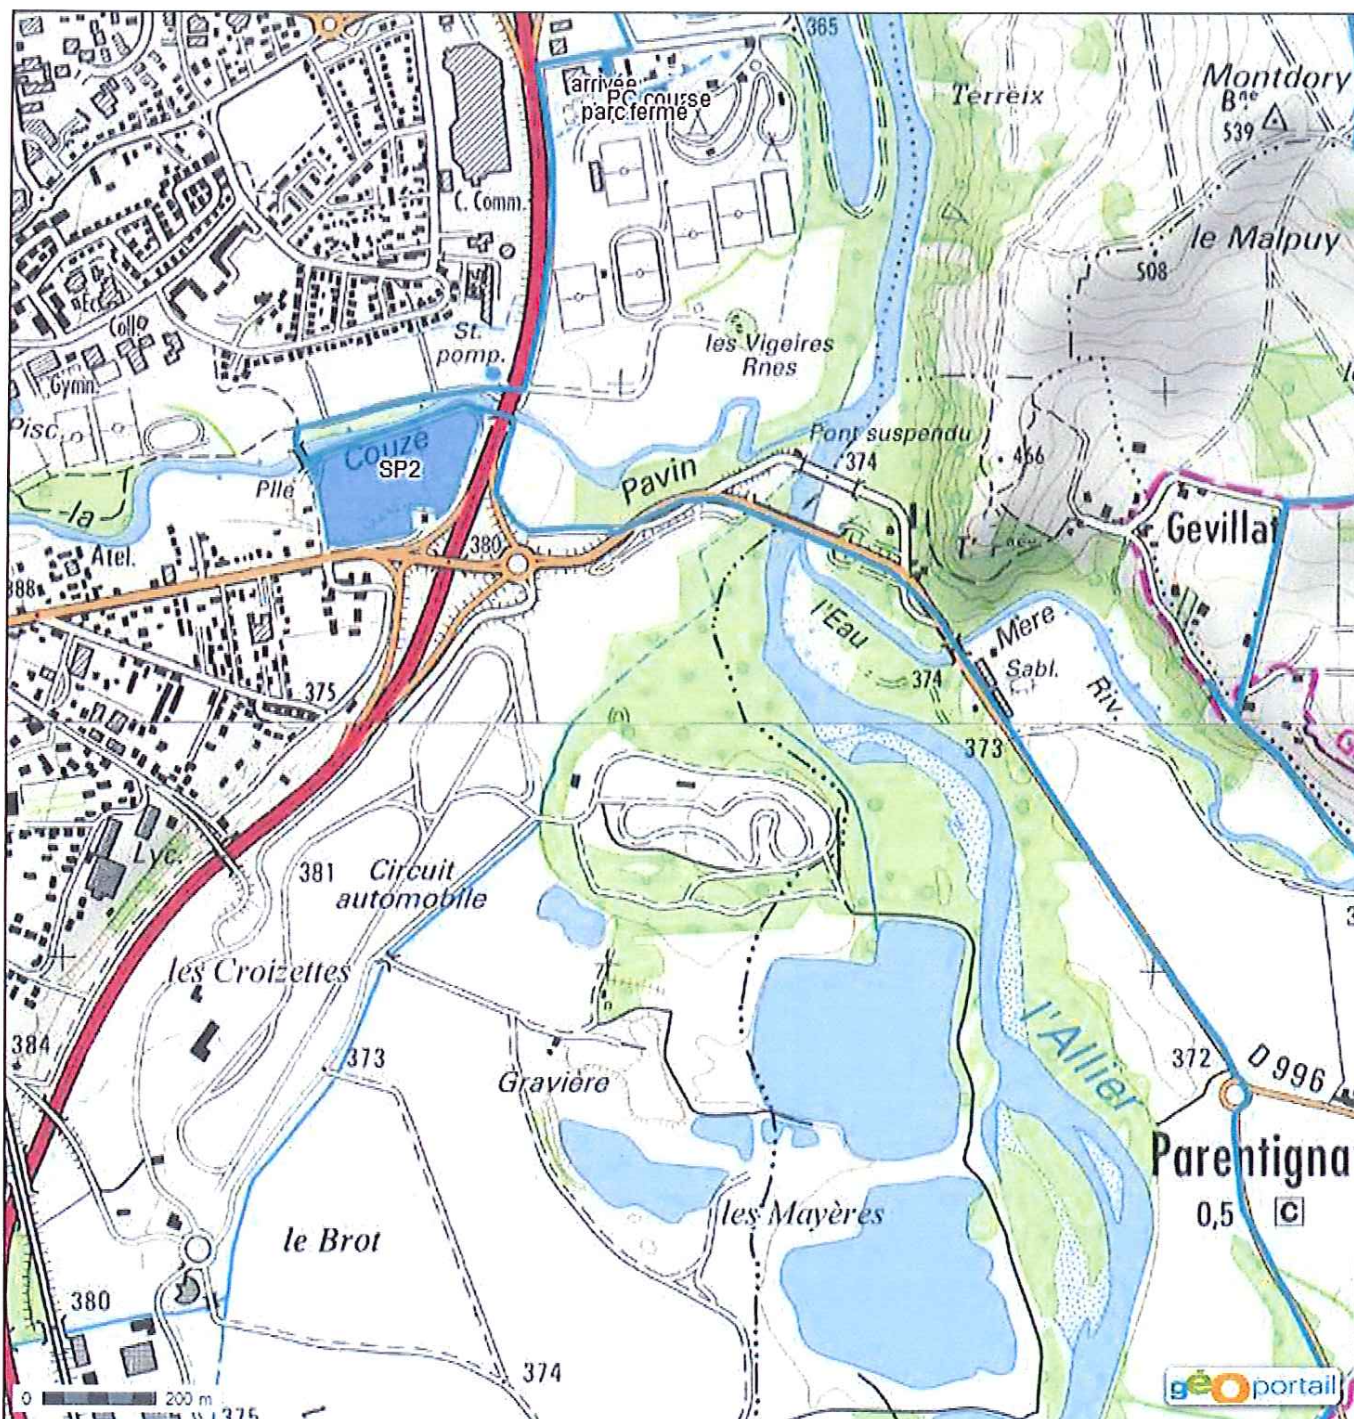 365
Montdory
Bne
539
Terreix
arrivée
PC course
parc fermé
C. Comm.
le Malpuy
508
Coll.
St.
pomp.
les Vigeires
Rnes
Gymn.
Pisc.
Couze
SP2
Pavin
Pont suspendu
374
466
Plle
la
Gevillat
Atel.
380
388
l'Eau
Mere
Sabl.
374
Riv.
375
373
Lyc.
381
Circuit
automobile
les Croizettes
384
373
Gravière
l'Allier
372
D 996
Parentigna
0,5 C
les Mayères
le Brot
380
374
0 200 m
375
géoportail